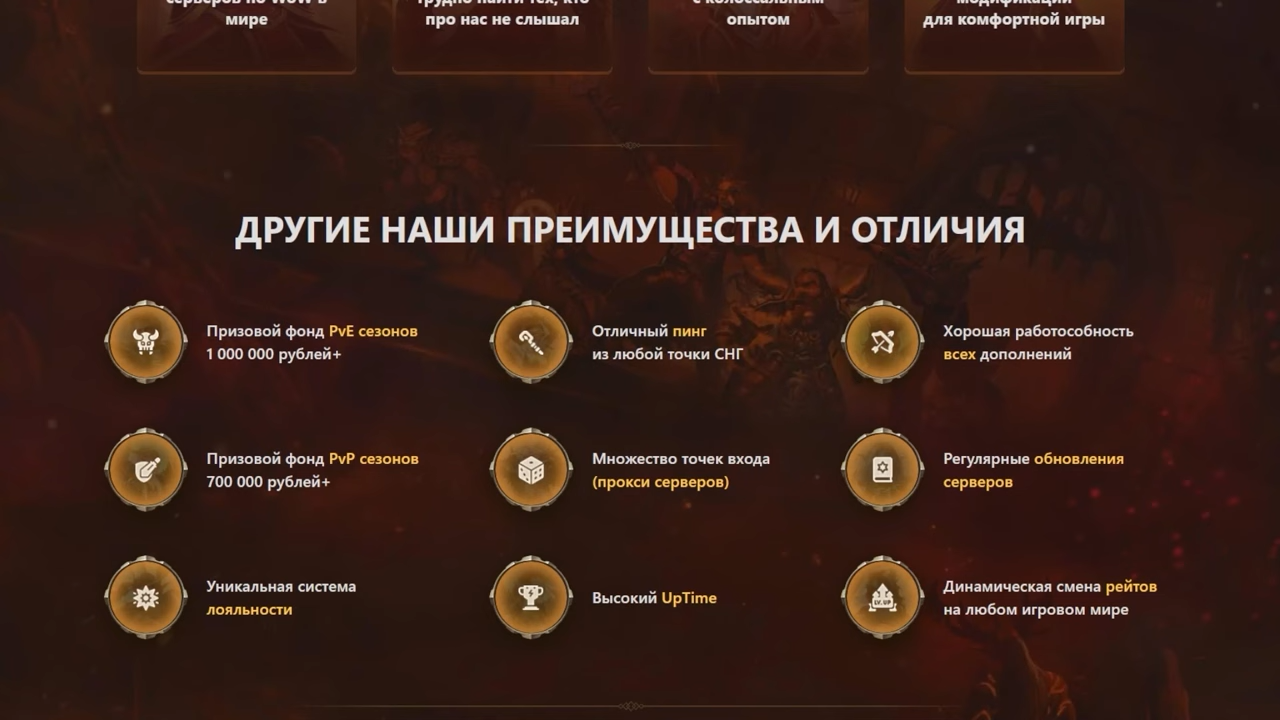 мире
про нас не слышал
опытом
для комфортной игры
ДРУГИЕ НАШИ ПРЕИМУЩЕСТВА И ОТЛИЧИЯ
Призовой фонд PvE сезонов
1 000 000 рублей+
Отличный пинг
из любой точки СНГ
Хорошая работособность
всех дополнений
Призовой фонд PvP сезонов
700 000 рублей+
Множество точек входа
(прокси серверов)
Регулярные обновления
серверов
Уникальная система
лояльности
Высокий UpTime
Динамическая смена рейтов
на любом игровом мире